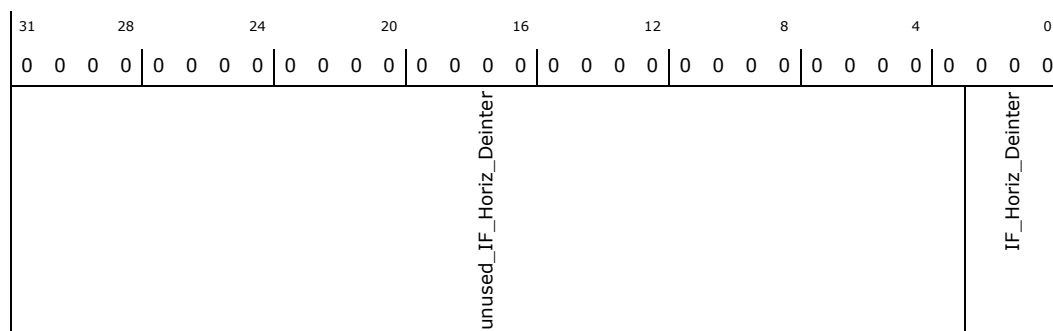 31 28 24 20 16 12 8 4 0
0 0 0 0 0 0 0 0 0 0 0 0 0 0 0 0 0 0 0 0 0 0 0 0 0 0 0 0 0 0 0 0
unused_IF_Horiz_Deinter
IF_Horiz_Deinter